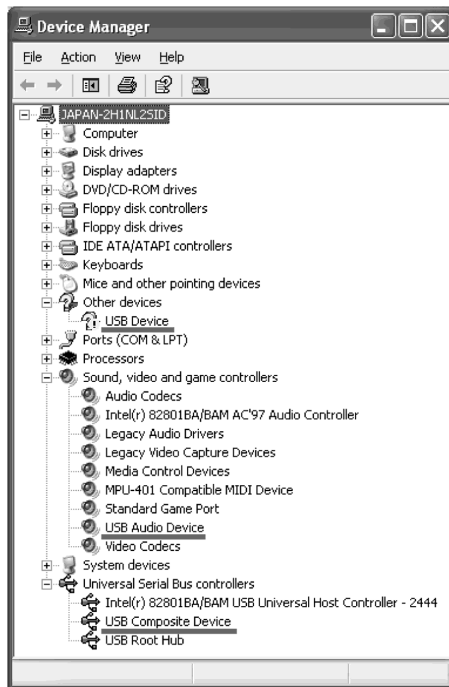 Device Manager
File Action View Help
JAPAN-2H1NL2SID
Computer
Disk drives
Display adapters
DVD/CD-ROM drives
Floppy disk controllers
Floppy disk drives
IDE ATA/ATAPI controllers
Keyboards
Mice and other pointing devices
Other devices
USB Device
Ports (COM & LPT)
Processors
Sound, video and game controllers
Audio Codecs
Intel(r) 82801BA/BAM AC'97 Audio Controller
Legacy Audio Drivers
Legacy Video Capture Devices
Media Control Devices
MPU-401 Compatible MIDI Device
Standard Game Port
USB Audio Device
Video Codecs
System devices
Universal Serial Bus controllers
Intel(r) 82801BA/BAM USB Universal Host Controller - 2444
USB Composite Device
USB Root Hub